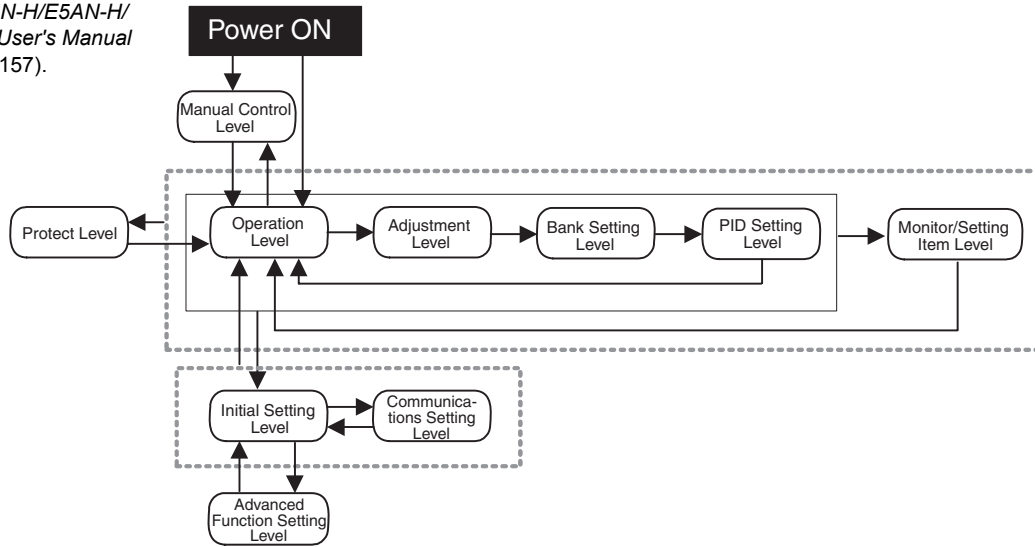 N-H/E5AN-H/
User's Manual
157).
Power ON
Manual Control
Level
Protect Level
Operation
Level
Adjustment
Level
Bank Setting
Level
PID Setting
Level
Monitor/Setting
Item Level
Initial Setting
Level
Communica-
tions Setting
Level
Advanced
Function Setting
Level